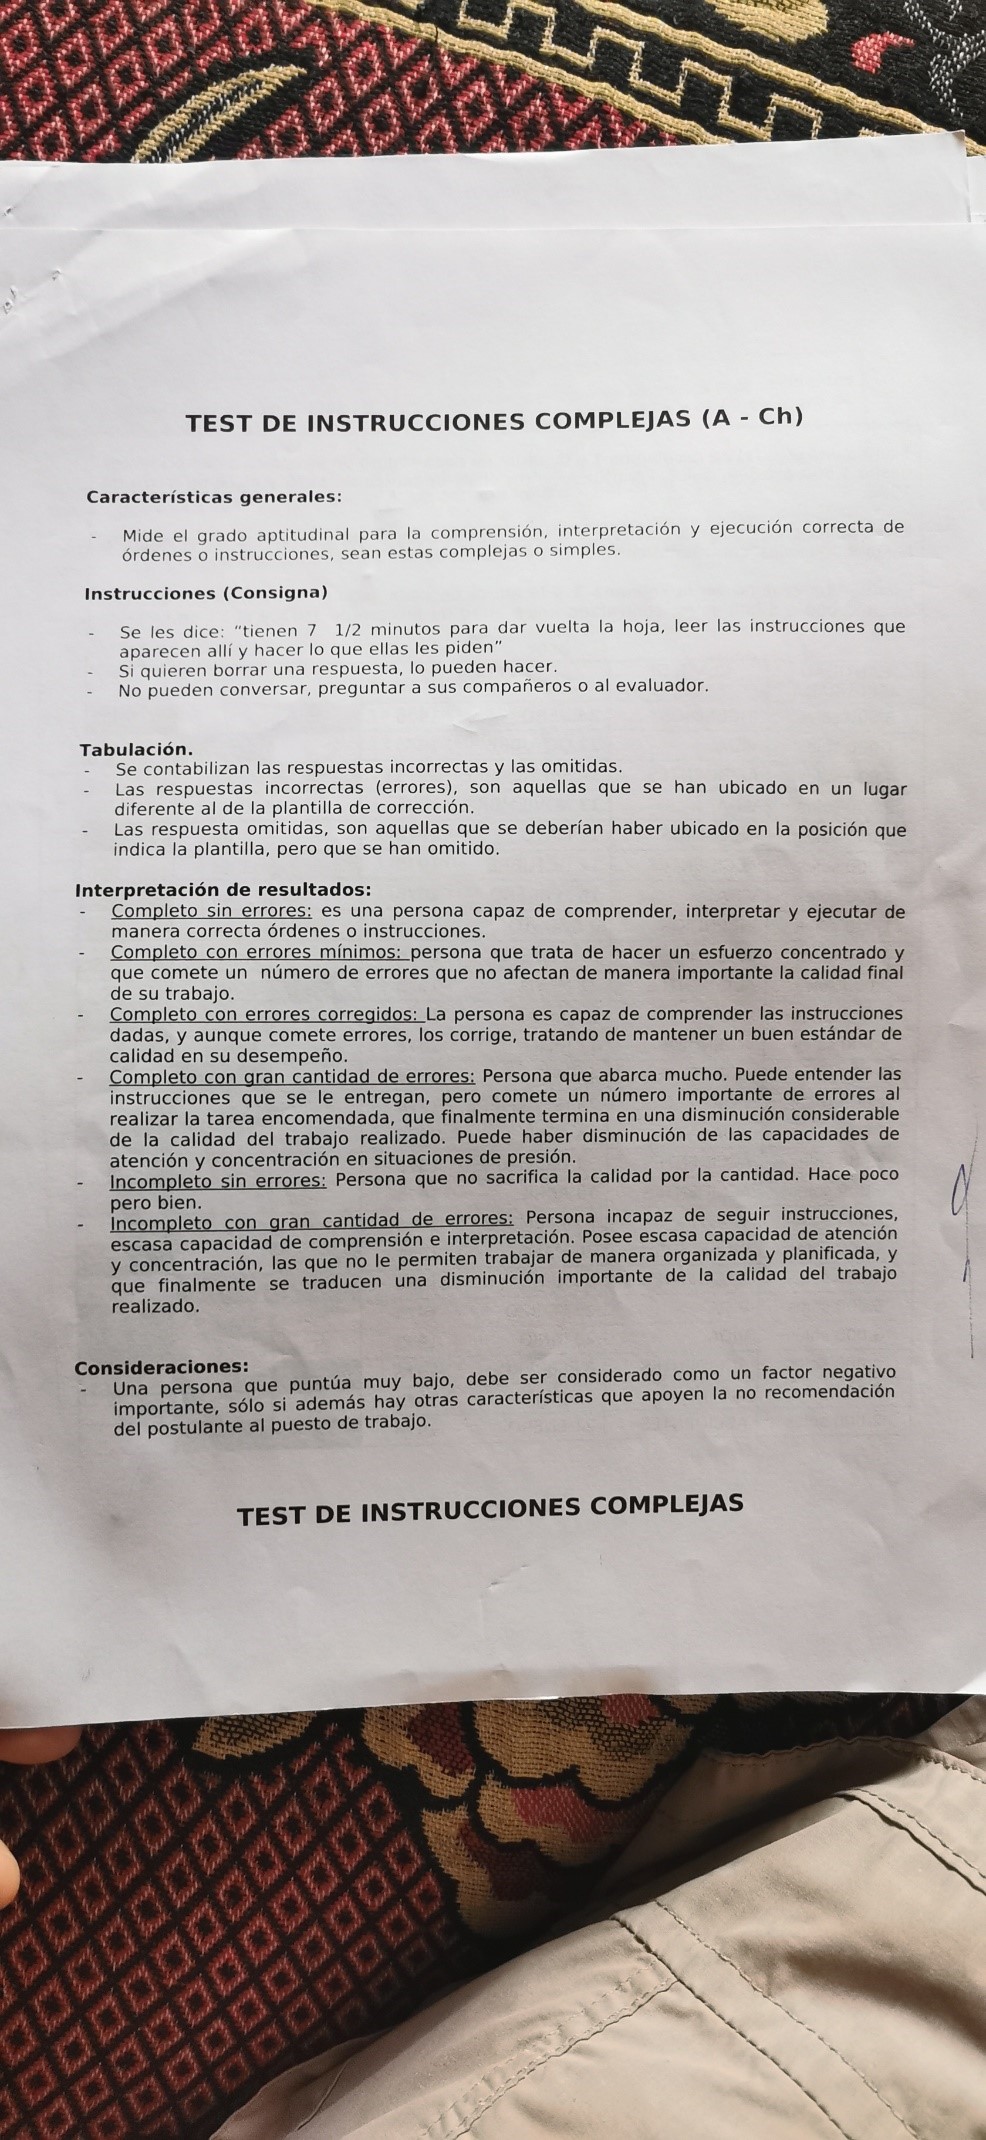 TEST DE INSTRUCCIONES COMPLEJAS (A - Ch)
Características generales:
- Mide el grado aptitudinal para la comprensión, interpretación y ejecución correcta de
órdenes o instrucciones, sean estas complejas o simples.
Instrucciones (Consigna)
- Se les dice: “tienen 7 1/2 minutos para dar vuelta la hoja, leer las instrucciones que
aparecen allí y hacer lo que ellas les piden”
- Si quieren borrar una respuesta, lo pueden hacer.
- No pueden conversar, preguntar a sus compañeros o al evaluador.
Tabulación.
- Se contabilizan las respuestas incorrectas y las omitidas.
- Las respuestas incorrectas (errores), son aquellas que se han ubicado en un lugar
diferente al de la plantilla de corrección.
- Las respuesta omitidas, son aquellas que se deberían haber ubicado en la posición que
indica la plantilla, pero que se han omitido.
Interpretación de resultados:
- Completo sin errores: es una persona capaz de comprender, interpretar y ejecutar de
manera correcta órdenes o instrucciones.
- Completo con errores mínimos: persona que trata de hacer un esfuerzo concentrado y
que comete un número de errores que no afectan de manera importante la calidad final
de su trabajo.
- Completo con errores corregidos: La persona es capaz de comprender las instrucciones
dadas, y aunque comete errores, los corrige, tratando de mantener un buen estándar de
calidad en su desempeño.
- Completo con gran cantidad de errores: Persona que abarca mucho. Puede entender las
instrucciones que se le entregan, pero comete un número importante de errores al
realizar la tarea encomendada, que finalmente termina en una disminución considerable
de la calidad del trabajo realizado. Puede haber disminución de las capacidades de
atención y concentración en situaciones de presión.
- Incompleto sin errores: Persona que no sacrifica la calidad por la cantidad. Hace poco
pero bien.
- Incompleto con gran cantidad de errores: Persona incapaz de seguir instrucciones,
escasa capacidad de comprensión e interpretación. Posee escasa capacidad de atención
y concentración, las que no le permiten trabajar de manera organizada y planificada, y
que finalmente se traducen una disminución importante de la calidad del trabajo
realizado.
Consideraciones:
- Una persona que puntúa muy bajo, debe ser considerado como un factor negativo
importante, sólo si además hay otras características que apoyen la no recomendación
del postulante al puesto de trabajo.
TEST DE INSTRUCCIONES COMPLEJAS